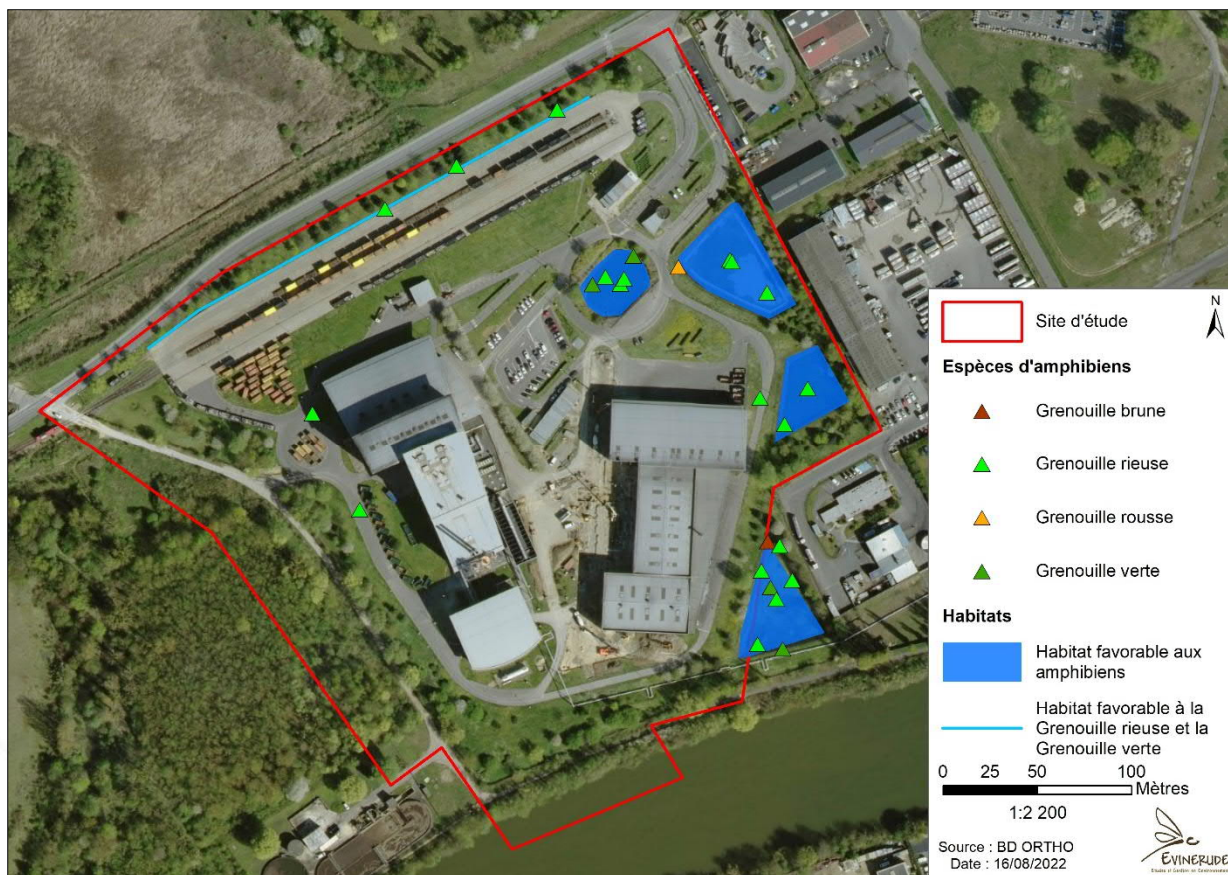 N
Site d'étude
Espèces d'amphibiens
Grenouille brune
Grenouille rieuse
Grenouille rousse
Grenouille verte
Habitats
Habitat favorable aux
amphibiens
Habitat favorable à la
Grenouille rieuse et la
Grenouille verte
0 25 50 100
Mètres
1:2 200
Source : BD ORTHO
Date : 16/08/2022
EVINERUDE